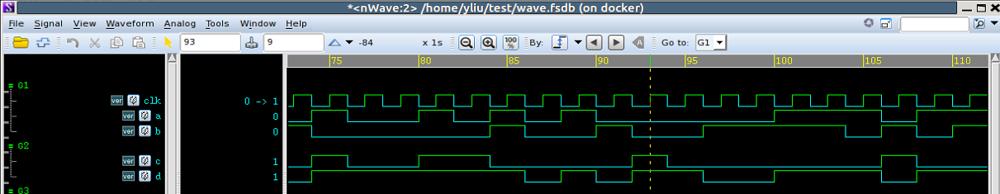 *<nWave:2> /home/yliu/test/wave.fsdb (on docker)
File Signal View Waveform Analog Tools Window Help
93 9 -84 x 1s 100% By: Go to: G1
75 80 85 90 95 100 105 110
G1
ver clk 0 -> 1
ver a 0
ver b 0
G2
ver c 1
ver d 1
G3